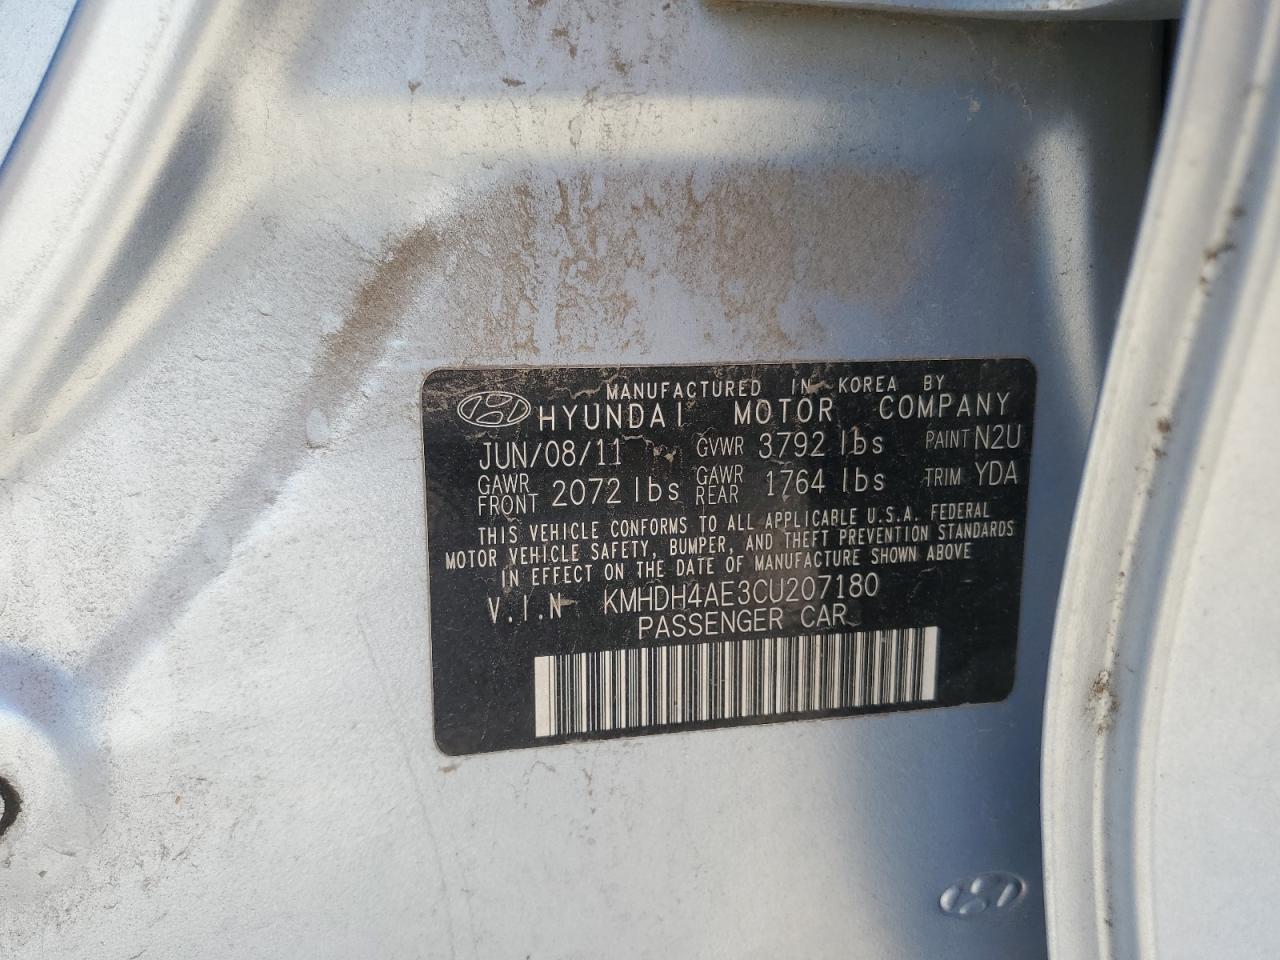 MANUFACTURED IN KOREA BY
HYUNDAI MOTOR COMPANY
JUN/08/11 GVWR 3792 lbs PAINT N2U
GAWR FRONT 2072 lbs GAWR REAR 1764 lbs TRIM YDA
THIS VEHICLE CONFORMS TO ALL APPLICABLE U.S.A. FEDERAL
MOTOR VEHICLE SAFETY, BUMPER, AND THEFT PREVENTION STANDARDS
IN EFFECT ON THE DATE OF MANUFACTURE SHOWN ABOVE
V.I.N KMHDH4AE3CU207180
PASSENGER CAR